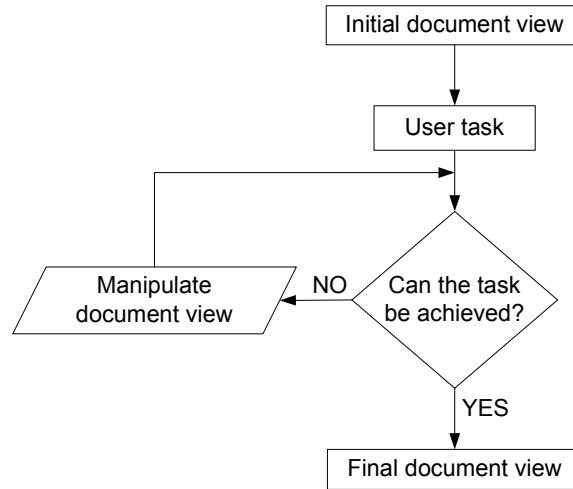 Initial document view
User task
Can the task
be achieved?
NO
Manipulate
document view
YES
Final document view